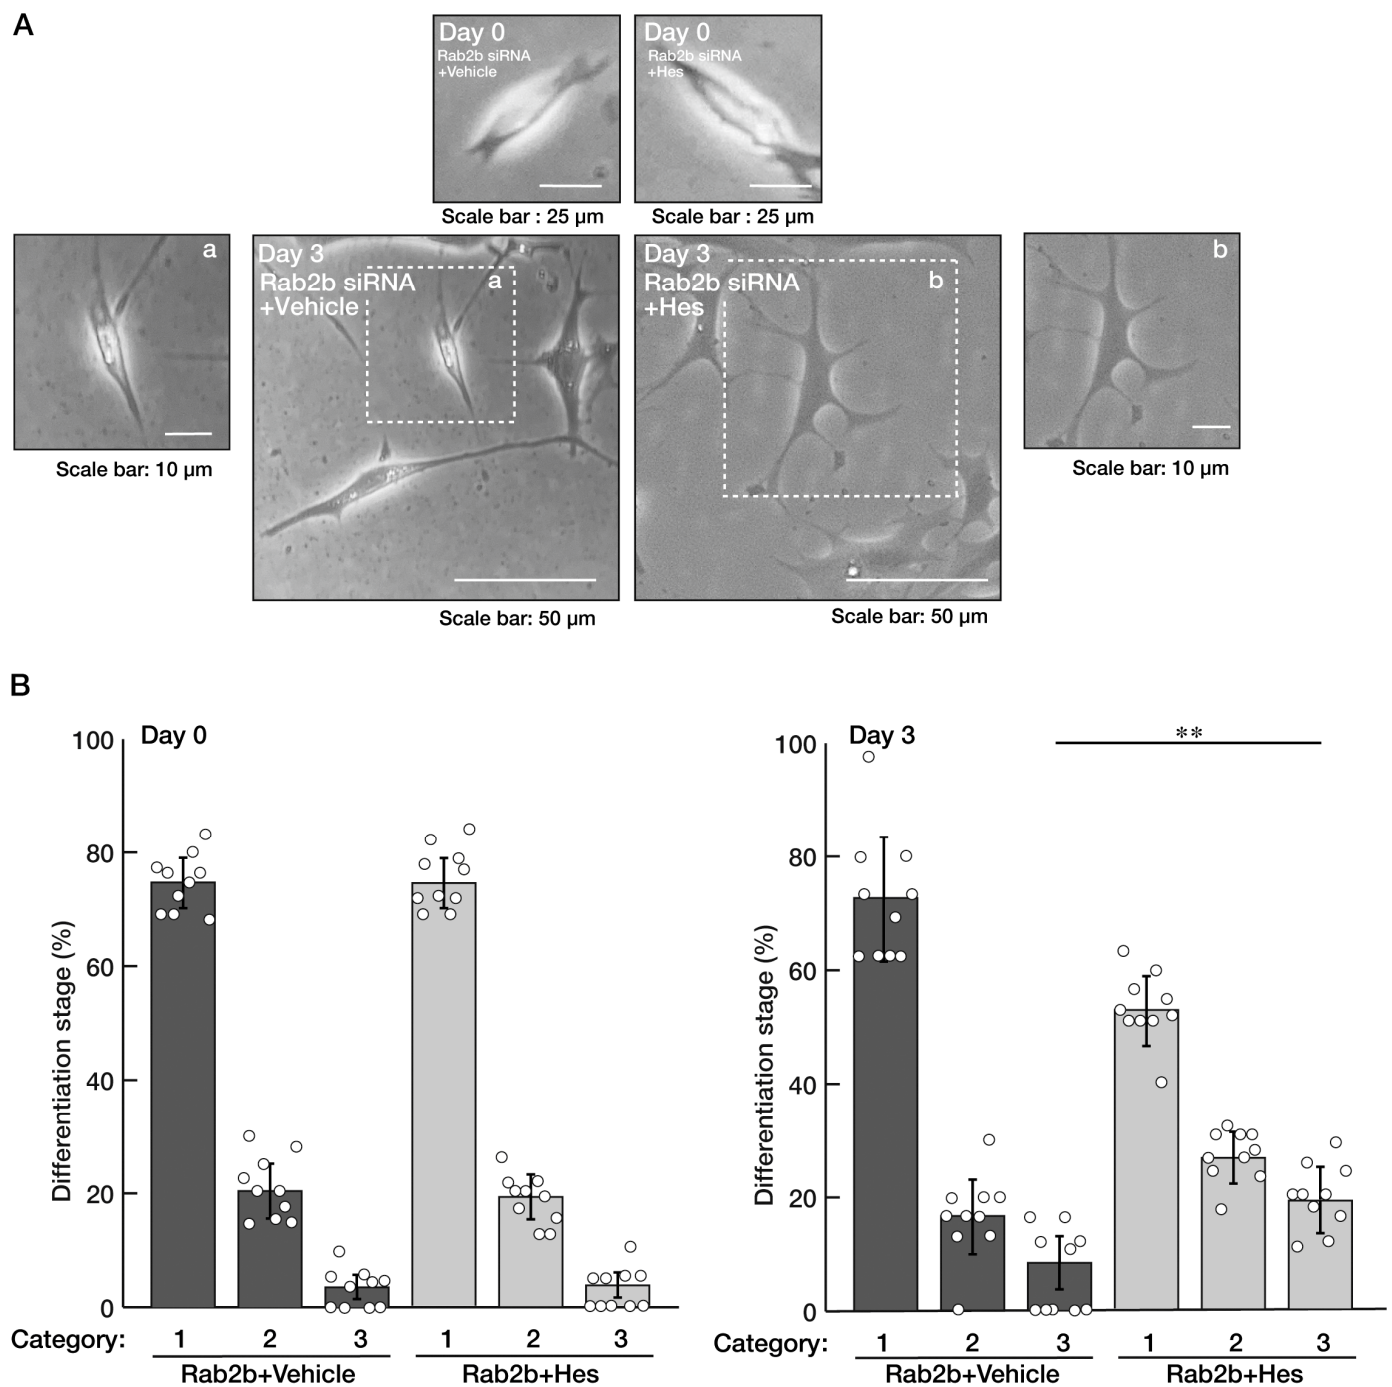 A
Day 0
Rab2b siRNA
+Vehicle
Day 0
Rab2b siRNA
+Hes
Scale bar : 25 µm
Scale bar : 25 µm
a
Day 3
Rab2b siRNA
+Vehicle
a
Day 3
Rab2b siRNA
+Hes
b
b
Scale bar: 10 µm
Scale bar: 10 µm
Scale bar: 50 µm
Scale bar: 50 µm
B
Day 0
Differentiation stage (%)
100
80
60
40
20
0
Category: 1 2 3 1 2 3
Rab2b+Vehicle Rab2b+Hes
Day 3
**
Differentiation stage (%)
100
80
60
40
20
0
1 2 3 1 2 3
Rab2b+Vehicle Rab2b+Hes